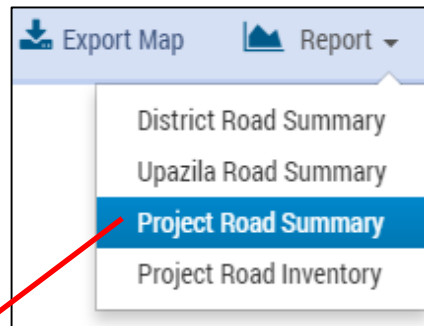 Export Map Report
District Road Summary
Upazila Road Summary
Project Road Summary
Project Road Inventory